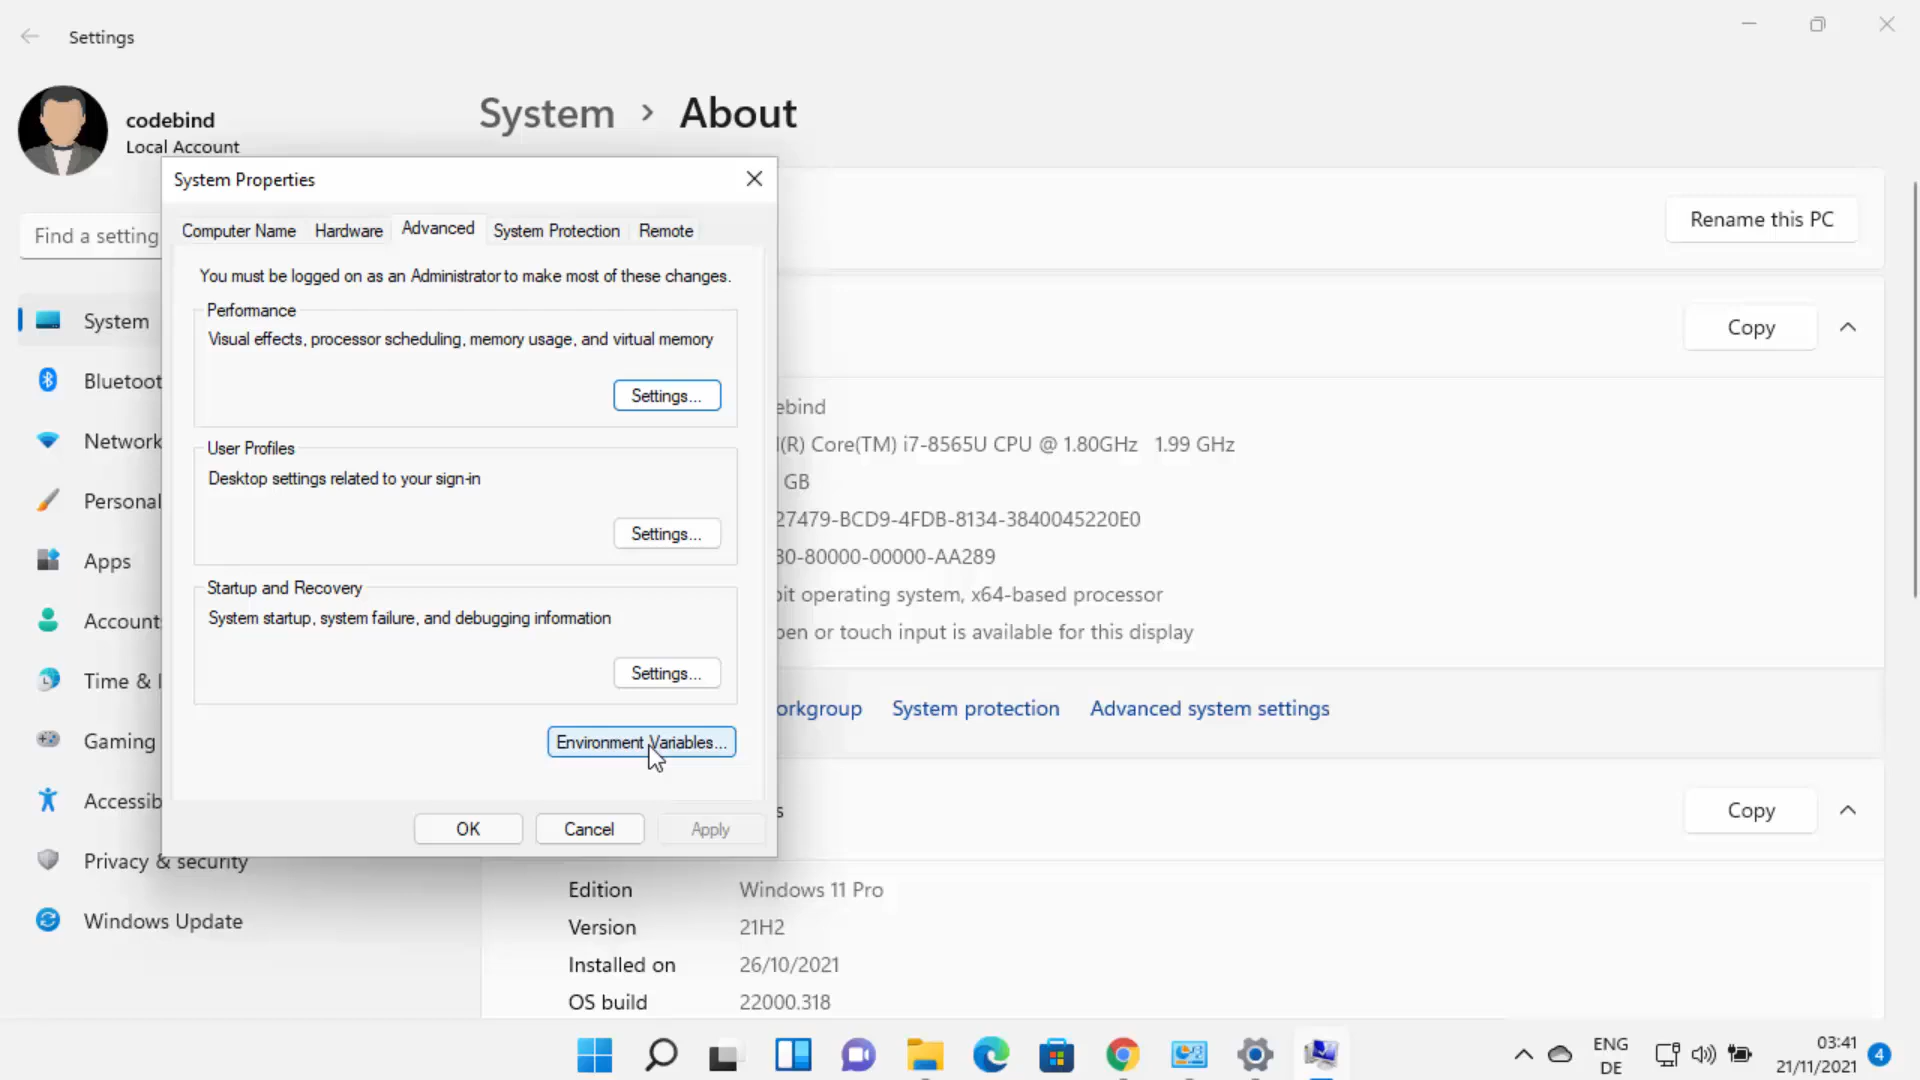 Settings
codebind
Local Account
System > About
System Properties
Computer Name
Hardware
Advanced
System Protection
Remote
Find a setting
Rename this PC
You must be logged on as an Administrator to make most of these changes.
Performance
Visual effects, processor scheduling, memory usage, and virtual memory
Settings...
User Profiles
Desktop settings related to your sign-in
Settings...
Startup and Recovery
System startup, system failure, and debugging information
Settings...
Environment Variables...
OK
Cancel
Apply
System
Bluetoot
Network
Personal
Apps
Account
Time &
Gaming
Accessib
Privacy & security
Windows Update
Copy
ebind
(R) Core(TM) i7-8565U CPU @ 1.80GHz 1.99 GHz
GB
27479-BCD9-4FDB-8134-3840045220E0
30-80000-00000-AA289
bit operating system, x64-based processor
pen or touch input is available for this display
orkgroup
System protection
Advanced system settings
s
Copy
Edition Windows 11 Pro
Version 21H2
Installed on 26/10/2021
OS build 22000.318
ENG
DE
03:41
21/11/2021
4